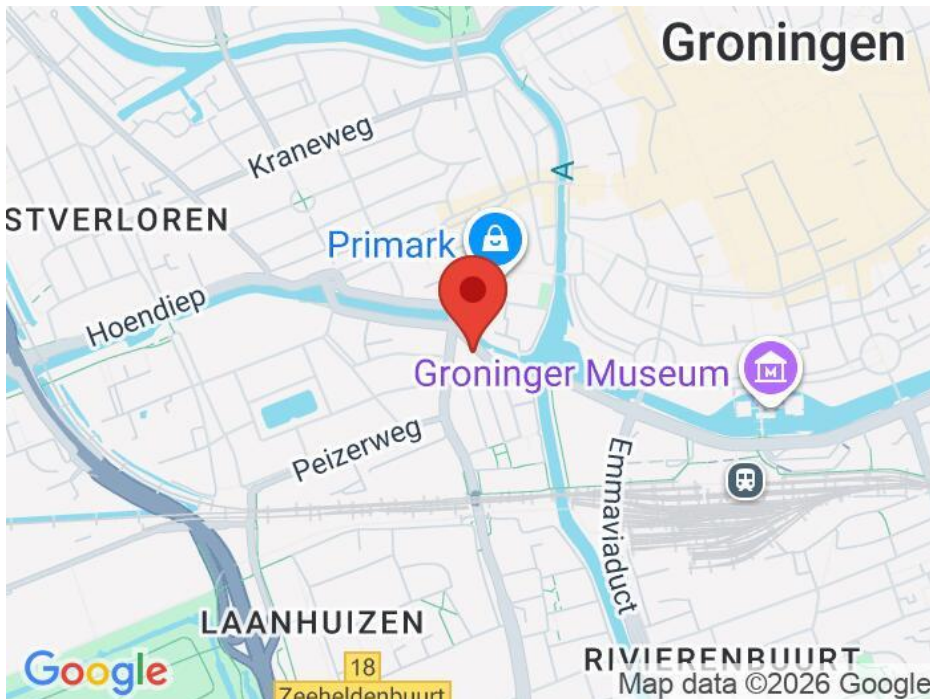 Groningen
Kraneweg
A
STVERLOREN
Primark
Hoendiep
Groninger Museum
M
Peizerweg
Emmaviaduct
LAANHUIZEN
RIVIERENBUURT
18
Zeeheldenbuurt
Google
Map data ©2026 Google